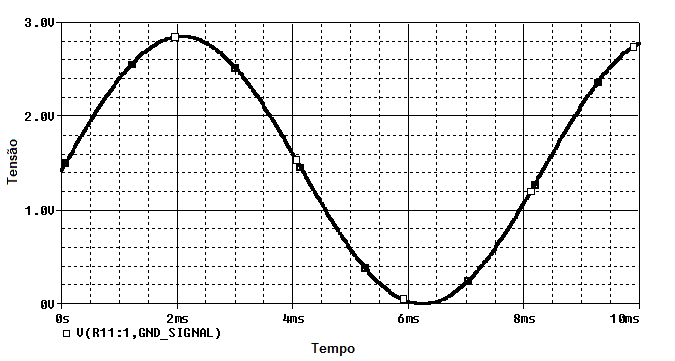 3.0V
Tensão
2.0V
1.0V
0V
0s 2ms 4ms 6ms 8ms 10ms
V(R11:1,GND_SIGNAL)
Tempo